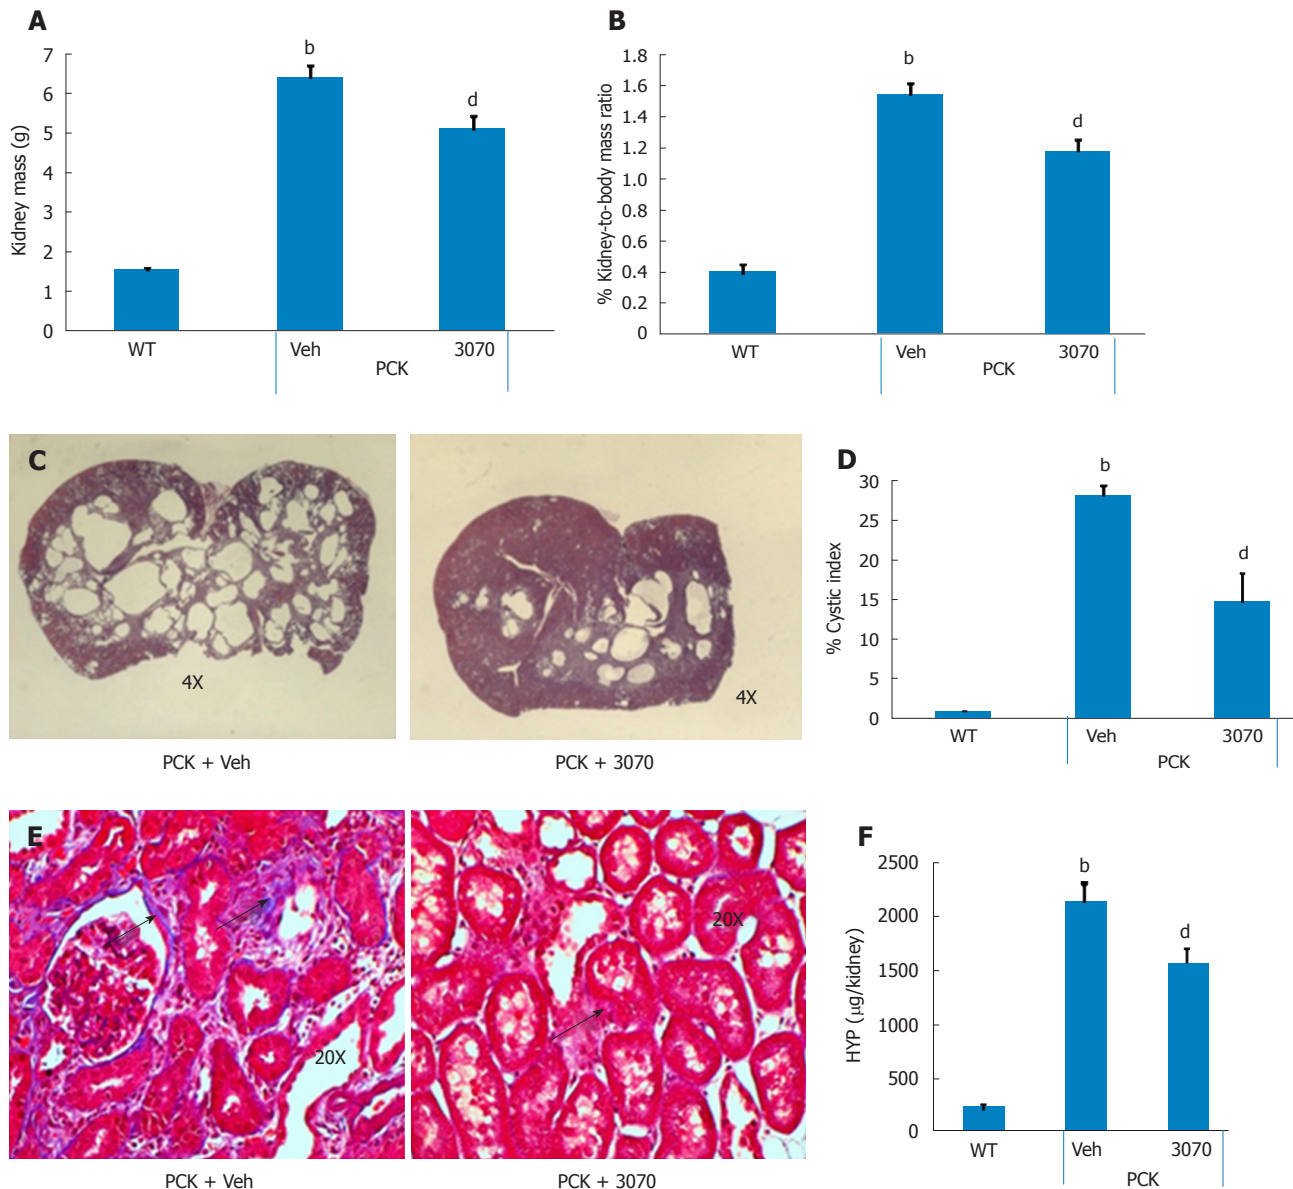 A
Kidney mass (g)
7
6
5
4
3
2
1
0
b
d
WT
Veh
3070
PCK
B
% Kidney-to-body mass ratio
1.8
1.6
1.4
1.2
1.0
0.8
0.6
0.4
0.2
0
b
d
WT
Veh
3070
PCK
C
4X
PCK + Veh
4X
PCK + 3070
D
% Cystic index
30
25
20
15
10
5
0
b
d
WT
Veh
3070
PCK
E
20X
PCK + Veh
20X
PCK + 3070
F
HYP (μg/kidney)
2500
2000
1500
1000
500
0
b
d
WT
Veh
3070
PCK